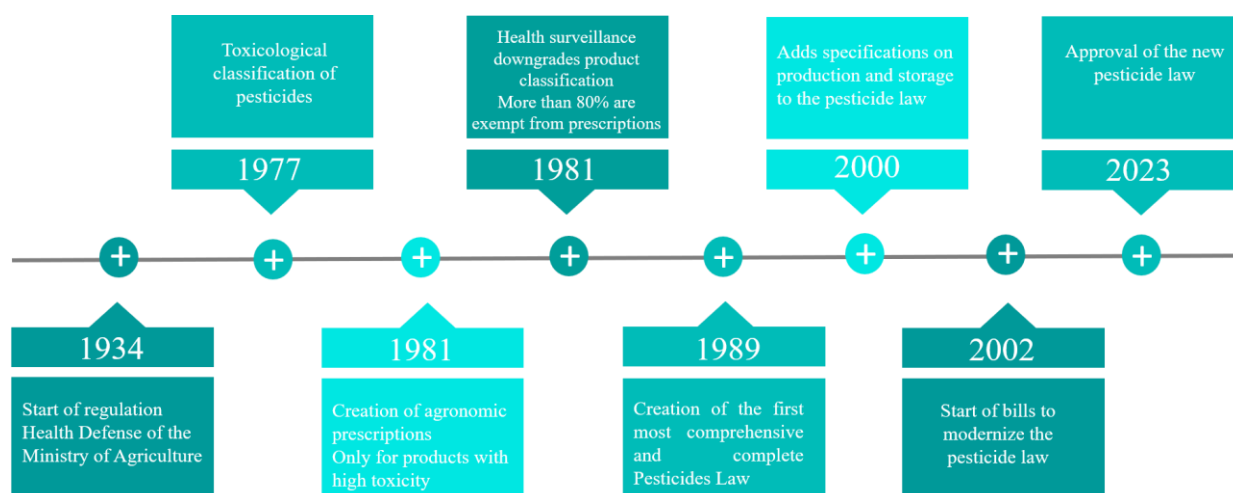 Toxicological
classification of
pesticides
1977
Health surveillance
downgrades product
classification
More than 80% are
exempt from prescriptions
1981
Adds specifications on
production and storage
to the pesticide law
2000
Approval of the new
pesticide law
2023
1934
Start of regulation
Health Defense of the
Ministry of Agriculture
1981
Creation of agronomic
prescriptions
Only for products with
high toxicity
1989
Creation of the first
most comprehensive
and complete
Pesticides Law
2002
Start of bills to
modernize the
pesticide law